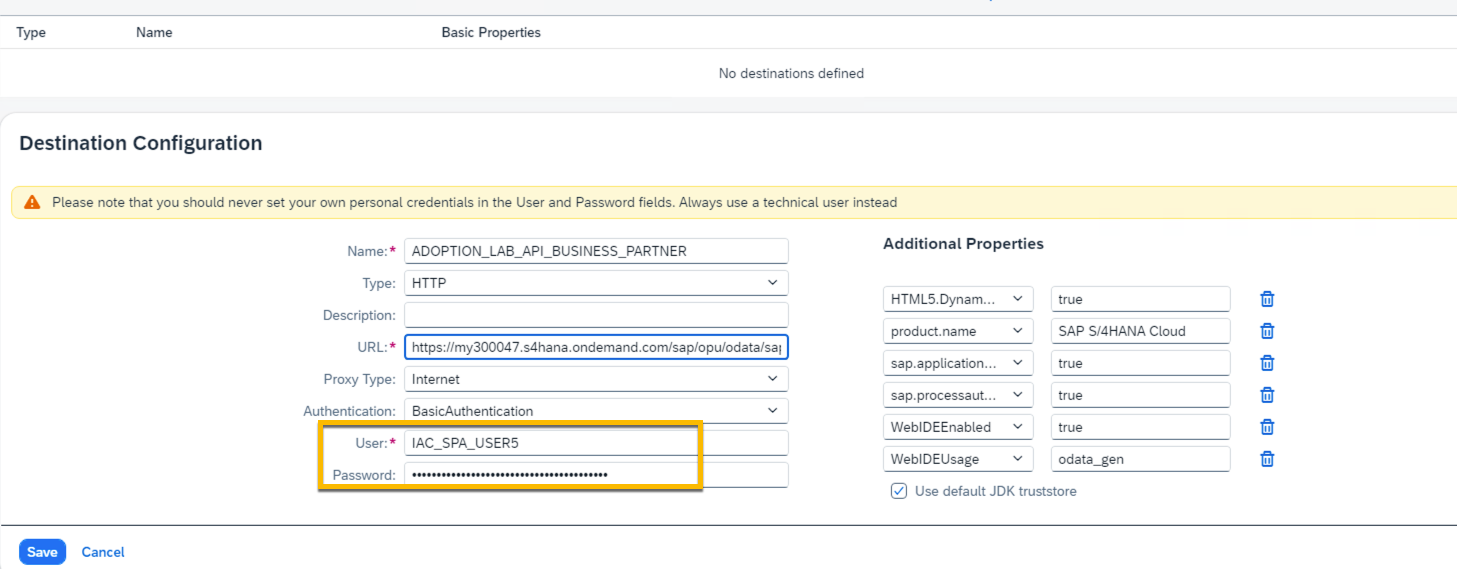 Type Name Basic Properties
No destinations defined
Destination Configuration
Please note that you should never set your own personal credentials in the User and Password fields. Always use a technical user instead
Name:* ADOPTION_LAB_API_BUSINESS_PARTNER
Type: HTTP
Description:
URL:* https://my300047.s4hana.ondemand.com/sap/opu/odata/sap
Proxy Type: Internet
Authentication: BasicAuthentication
User:* IAC_SPA_USER5
Password: ••••••••••••••••••••••••••••••••••••••••
Additional Properties
HTML5.Dynam... true
product.name SAP S/4HANA Cloud
sap.application... true
sap.processaut... true
WebIDEEnabled true
WebIDEUsage odata_gen
Use default JDK truststore
Save Cancel